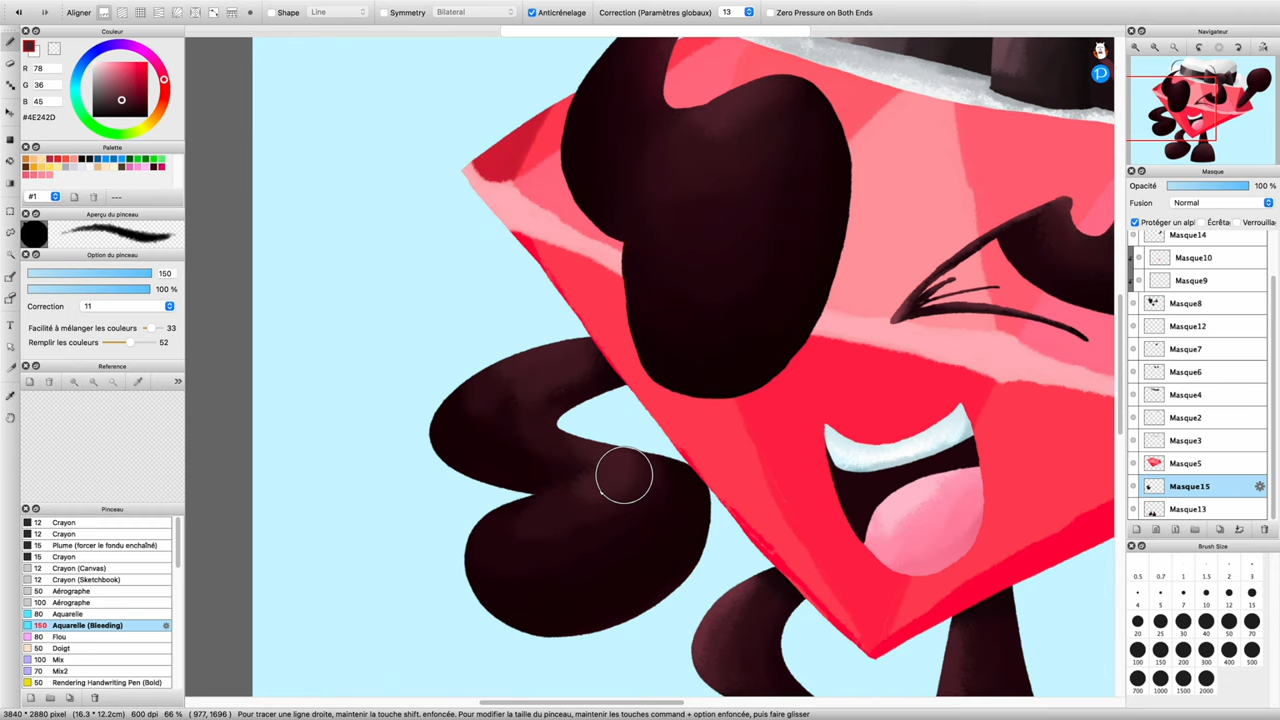 Aligner
Shape
Line
Symmetry
Bilateral
Anticrénelage
Correction (Paramètres globaux)
13
Zero Pressure on Both Ends
Couleur
R 78
G 36
B 45
#4E242D
Palette
#1
---
Aperçu du pinceau
Option du pinceau
150
100 %
Correction 11
Facilité à mélanger les couleurs 33
Remplir les couleurs 52
Reference
Pinceau
12 Crayon
12 Crayon
15 Plume (forcer le fondu enchaîné)
15 Crayon
12 Crayon (Canvas)
12 Crayon (Sketchbook)
50 Aérographe
100 Aérographe
80 Aquarelle
150 Aquarelle (Bleeding)
80 Flou
50 Doigt
100 Mix
70 Mix2
50 Rendering Handwriting Pen (Bold)
Navigateur
Masque
Opacité 100 %
Fusion Normal
Protéger un alp Écrêta Verrouilla
Masque14
Masque10
Masque9
Masque8
Masque12
Masque7
Masque6
Masque4
Masque2
Masque3
Masque5
Masque15
Masque13
Brush Size
0.5 0.7 1 1.5 2 3
4 5 7 10 12 15
20 25 30 40 50 70
100 150 200 300 400 500
700 1000 1500 2000
3840 * 2880 pixel (16.3 * 12.2cm) 600 dpi 66 % ( 977, 1696 ) Pour tracer une ligne droite, maintenir la touche shift. enfoncée. Pour modifier la taille du pinceau, maintenir les touches command + option enfoncée, puis faire glisser